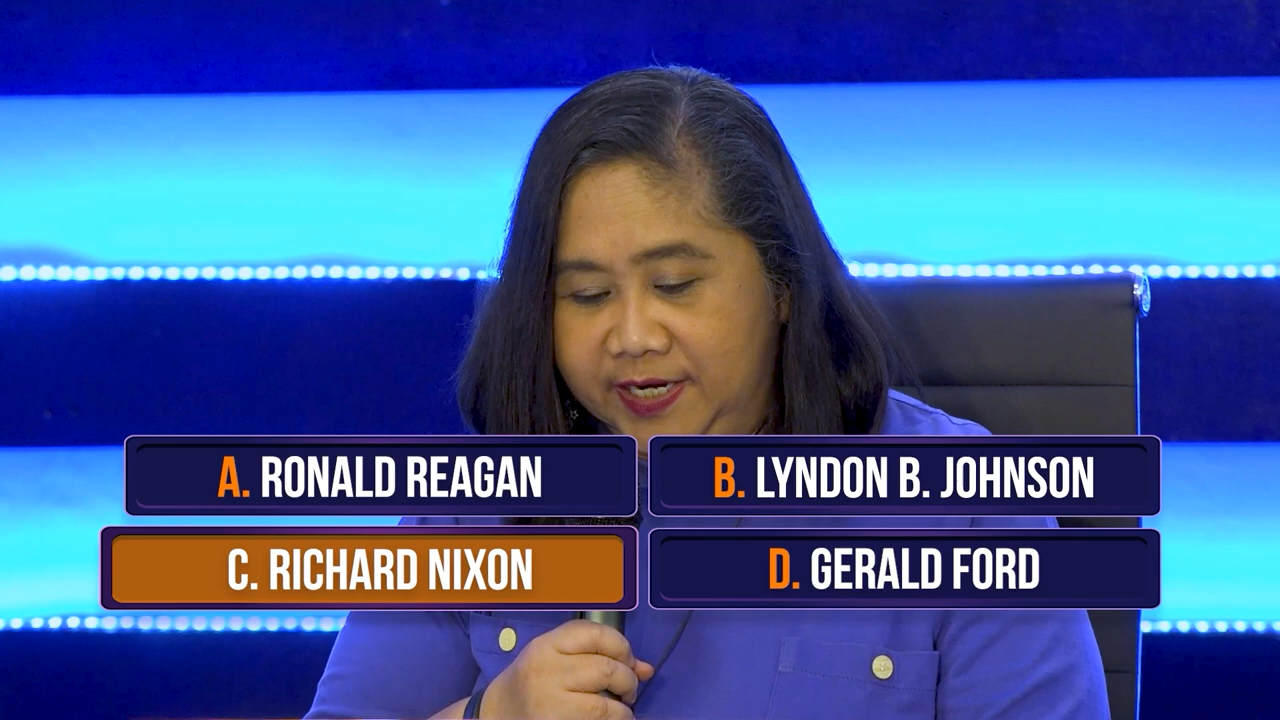 A. RONALD REAGAN
B. LYNDON B. JOHNSON
C. RICHARD NIXON
D. GERALD FORD